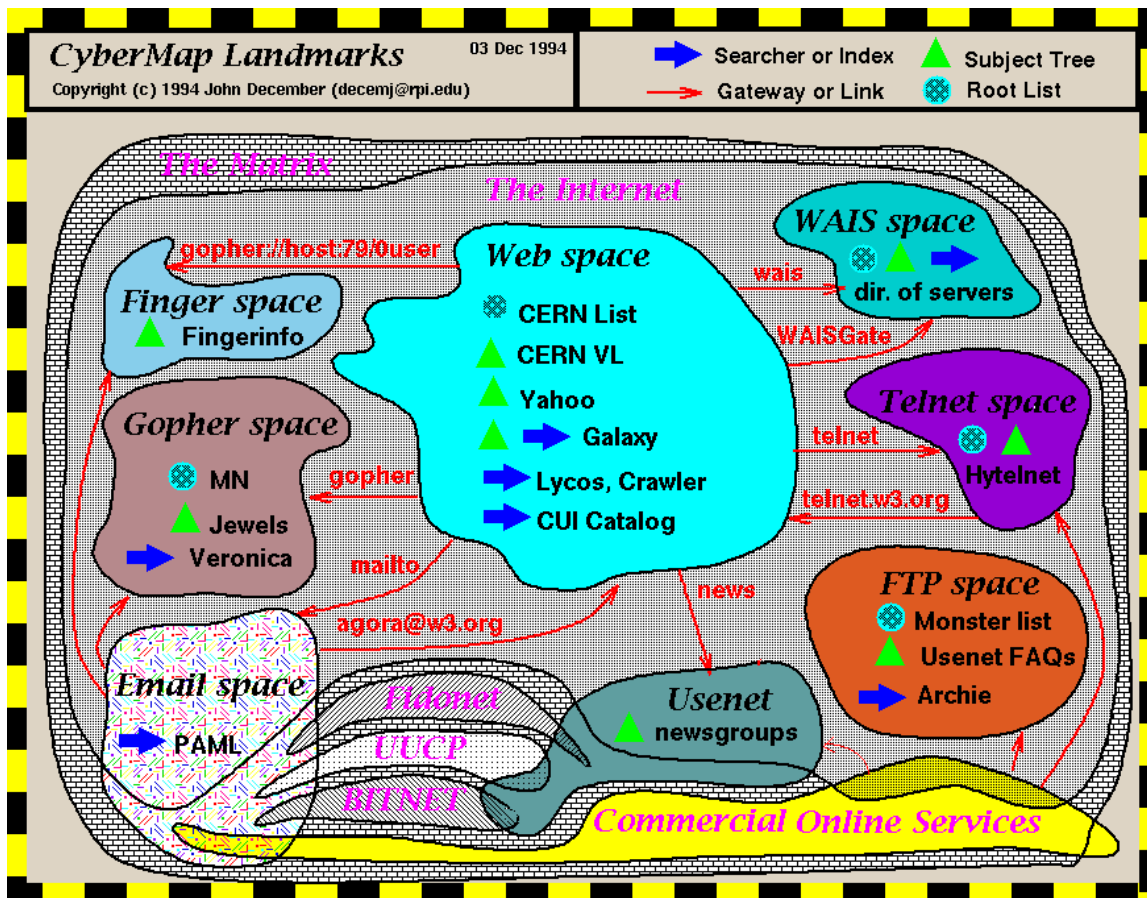 CyberMap Landmarks
03 Dec 1994
Copyright (c) 1994 John December (decemj@rpi.edu)
Searcher or Index
Subject Tree
Gateway or Link
Root List
The Matrix
The Internet
gopher://host:79/0user
Finger space
Fingerinfo
Web space
CERN List
CERN VL
Yahoo
Galaxy
Lycos, Crawler
CUI Catalog
wais
WAISGate
WAIS space
dir. of servers
telnet
telnet.w3.org
Telnet space
Hytelnet
Gopher space
MN
Jewels
Veronica
gopher
mailto
agora@w3.org
news
FTP space
Monster list
Usenet FAQs
Archie
Email space
PAML
Fidonet
UUCP
BITNET
Usenet
newsgroups
Commercial Online Services